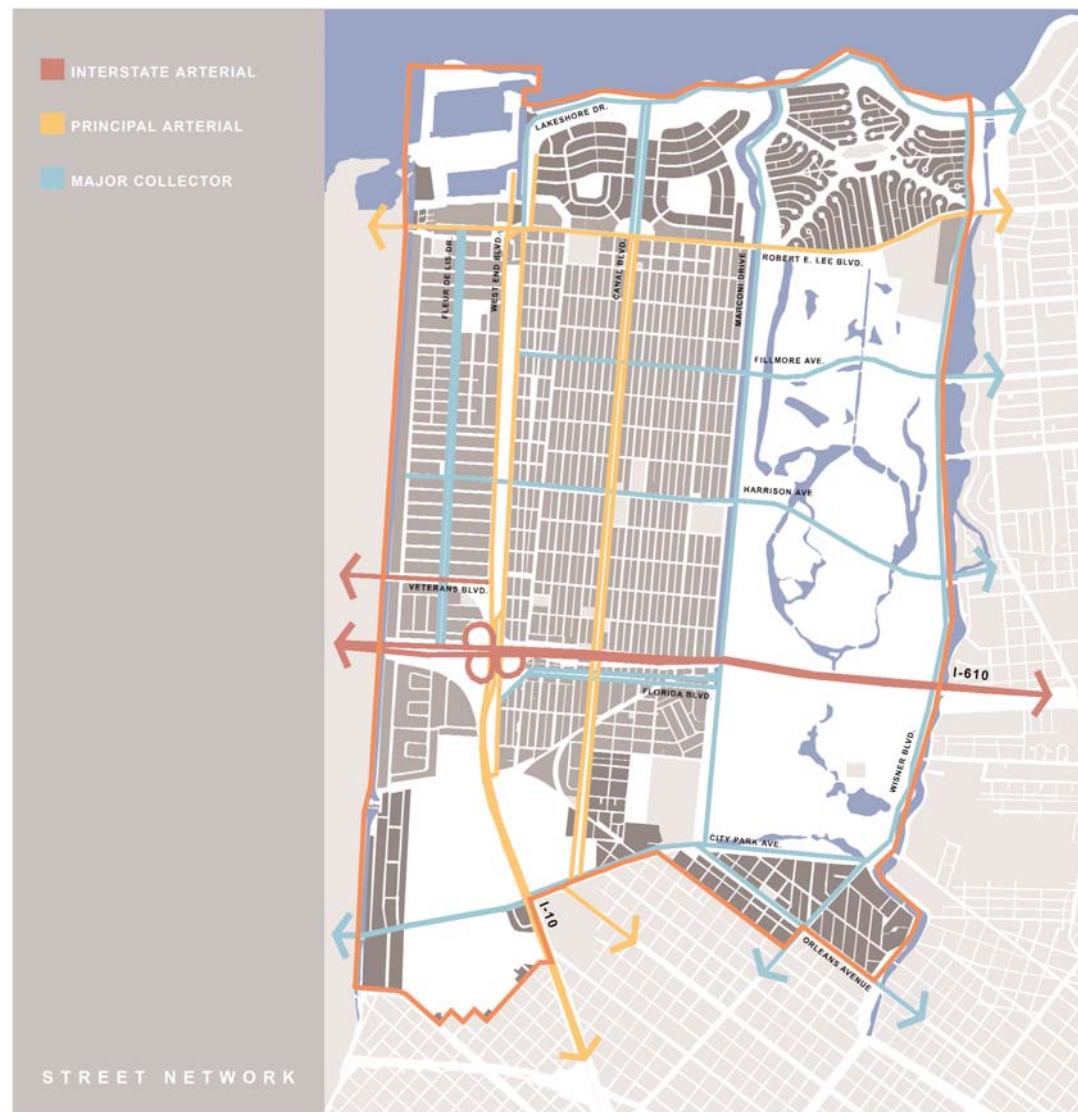 INTERSTATE ARTERIAL
PRINCIPAL ARTERIAL
MAJOR COLLECTOR
LAKESHORE DR.
FLEUR DE LIS DR.
WEST END BLVD.
CANAL BLVD.
MARCONI DRIVE
ROBERT E. LEE BLVD.
FILLMORE AVE.
HARRISON AVE
VETERANS BLVD.
I-610
FLORIDA BLVD.
WISNER BLVD.
CITY PARK AVE.
I-10
ORLEANS AVENUE
STREET NETWORK